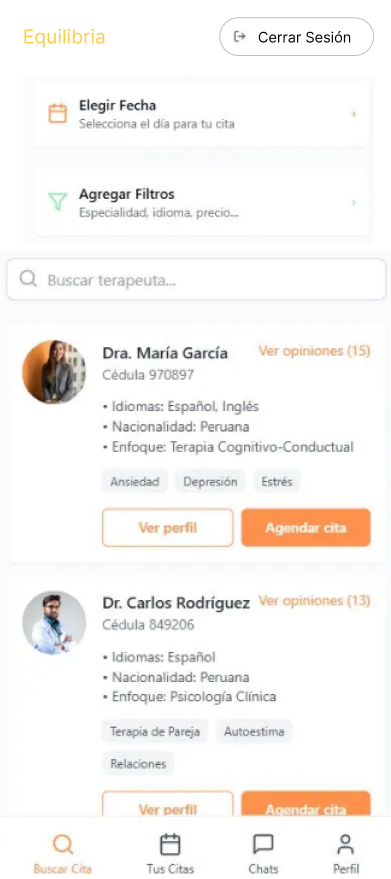 Equilibria
Cerrar Sesión
Elegir Fecha
Selecciona el día para tu cita
Agregar Filtros
Especialidad, idioma, precio...
Buscar terapeuta...
Dra. María García
Ver opiniones (15)
Cédula 970897
• Idiomas: Español, Inglés
• Nacionalidad: Peruana
• Enfoque: Terapia Cognitivo-Conductual
Ansiedad Depresión Estrés
Ver perfil Agendar cita
Dr. Carlos Rodríguez
Ver opiniones (13)
Cédula 849206
• Idiomas: Español
• Nacionalidad: Peruana
• Enfoque: Psicología Clínica
Terapia de Pareja Autoestima
Relaciones
Ver perfil Agendar cita
Buscar Cita Tus Citas Chats Perfil